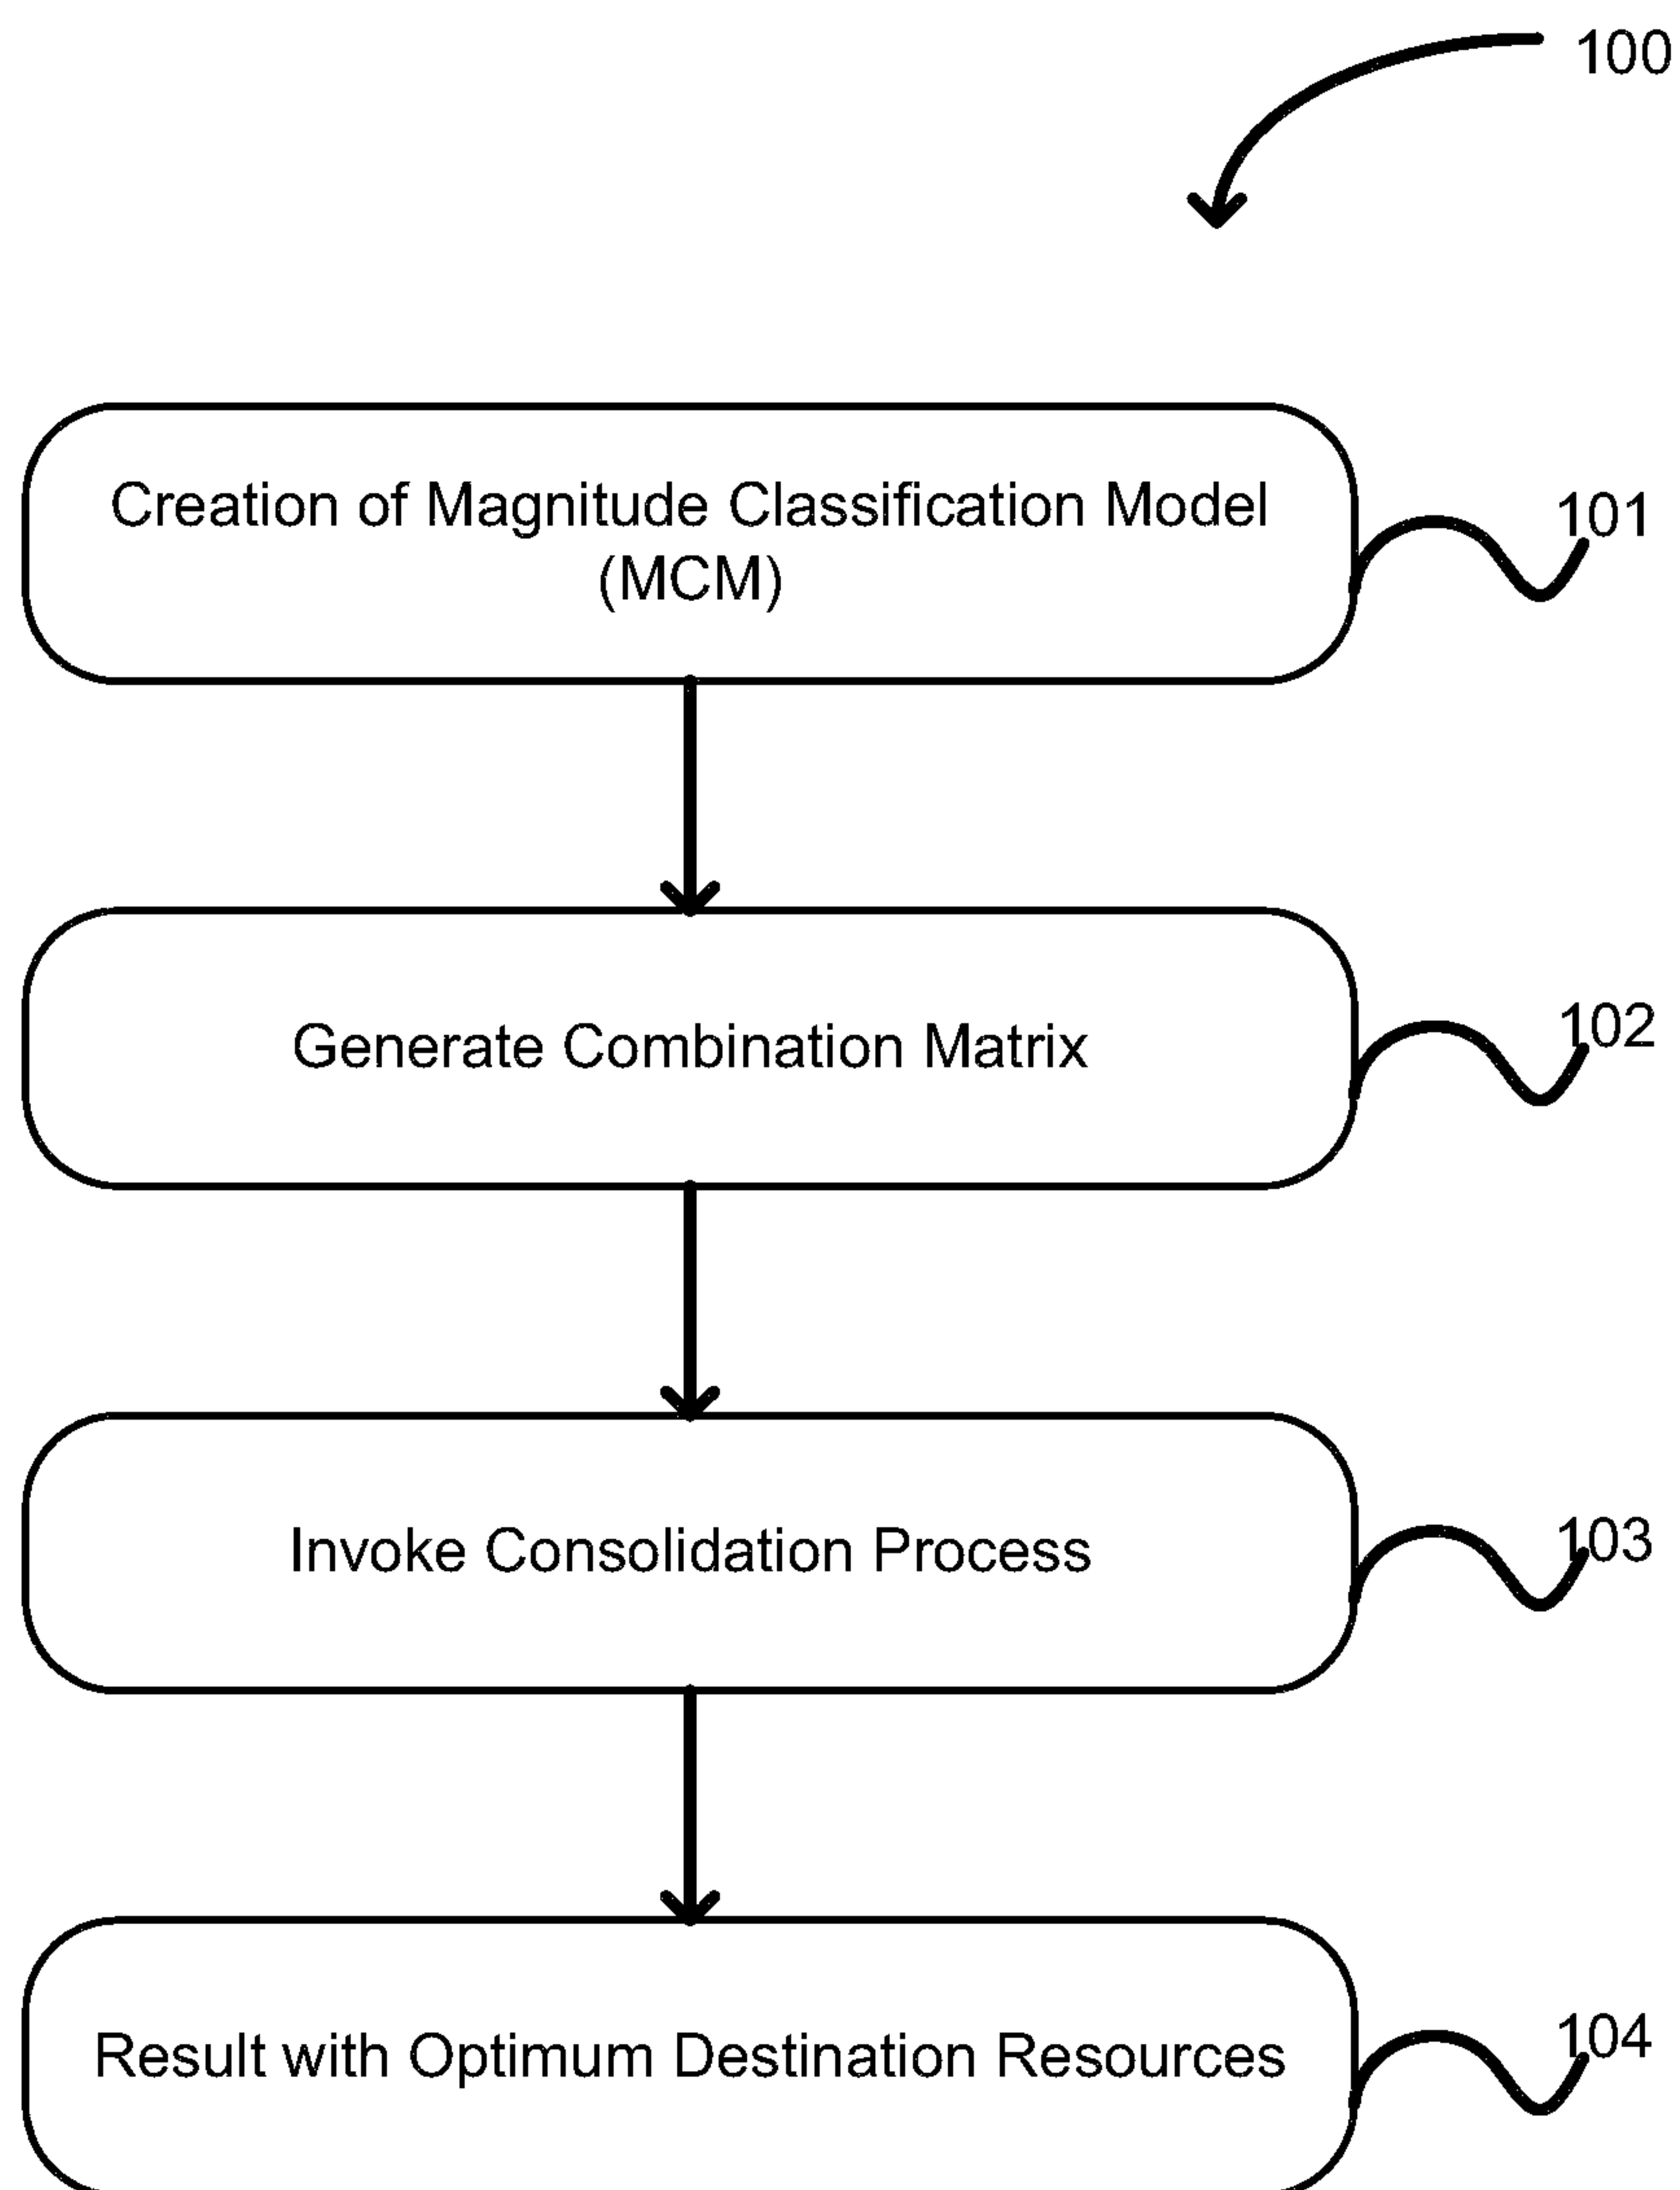 100
Creation of Magnitude Classification Model
(MCM)
101
Generate Combination Matrix
102
Invoke Consolidation Process
103
Result with Optimum Destination Resources
104